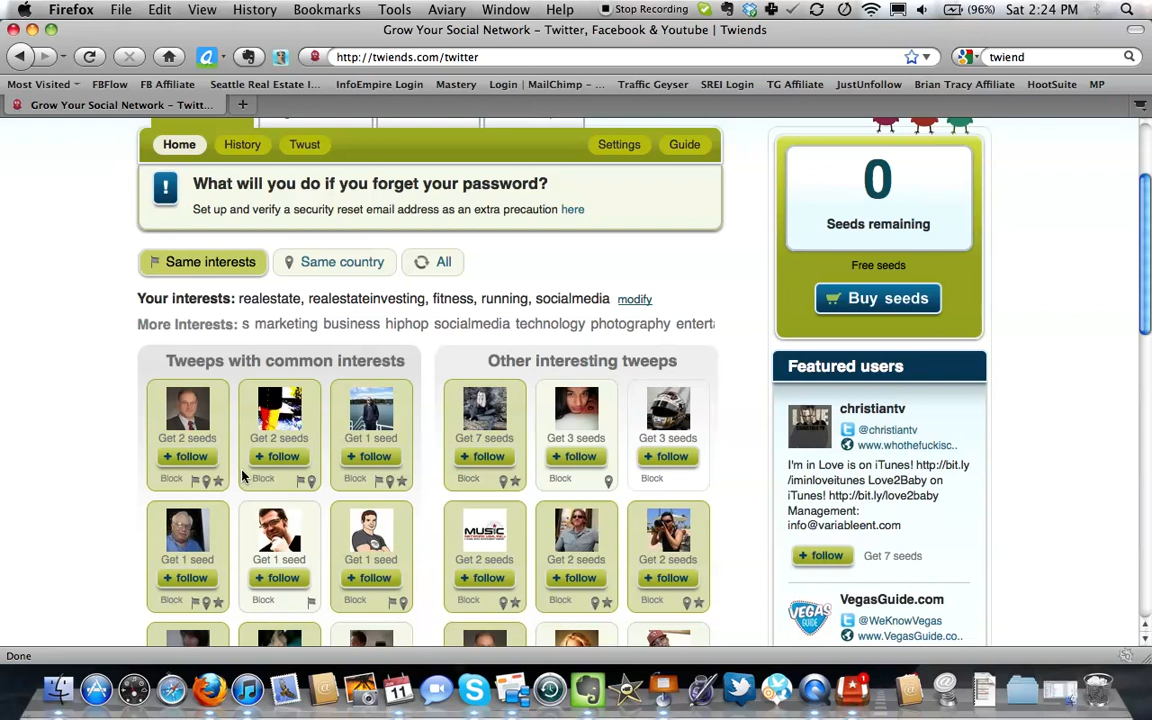 Firefox File Edit View History Bookmarks Tools Aviary Window Help Stop Recording (96%) Sat 2:24 PM
Grow Your Social Network - Twitter, Facebook & Youtube | Twiends
http://twiends.com/twitter twiend
Most Visited FBFlow FB Affiliate Seattle Real Estate I... InfoEmpire Login Mastery Login | MailChimp - ... Traffic Geyser SREI Login TG Affiliate JustUnfollow Brian Tracy Affiliate HootSuite MP
Grow Your Social Network - Twitt...
Home History Twust Settings Guide
What will you do if you forget your password?
Set up and verify a security reset email address as an extra precaution here
0
Seeds remaining
Free seeds
Buy seeds
Same interests Same country All
Your interests: realestate, realestateinvesting, fitness, running, socialmedia modify
More Interests: s marketing business hiphop socialmedia technology photography entert
Tweeps with common interests Other interesting tweeps
Get 2 seeds Get 2 seeds Get 1 seed Get 7 seeds Get 3 seeds Get 3 seeds
+ follow + follow + follow + follow + follow + follow
Block Block Block Block Block Block
MUSIC
Get 1 seed Get 1 seed Get 1 seed Get 2 seeds Get 2 seeds Get 2 seeds
+ follow + follow + follow + follow + follow + follow
Block Block Block Block Block Block
Featured users
christiantv
@christiantv
www.whothefuckisc..
I'm in Love is on iTunes! http://bit.ly
/iminloveitunes Love2Baby on
iTunes! http://bit.ly/love2baby
Management:
info@variableent.com
+ follow Get 7 seeds
VEGAS GUIDE
VegasGuide.com
@WeKnowVegas
www.VegasGuide.co..
Done
JUL 11
1